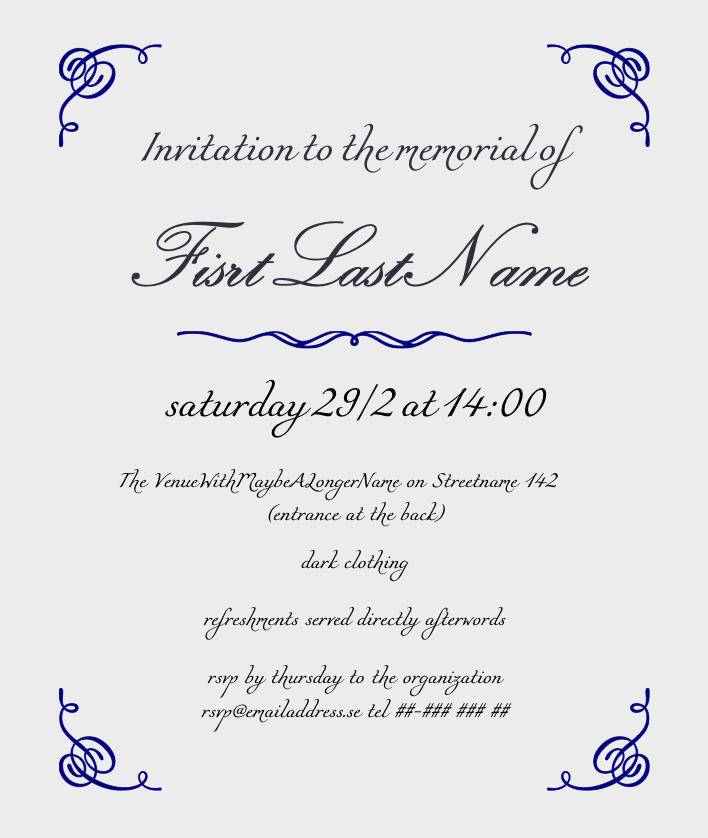 Invitation to the memorial of
Fisrt Last Name
saturday 29/2 at 14:00
The VenueWithMaybeALongerName on Streetname 142
(entrance at the back)
dark clothing
refreshments served directly afterwords
rsvp by thursday to the organization
rsvp@emailaddress.se tel ##-### ### ##